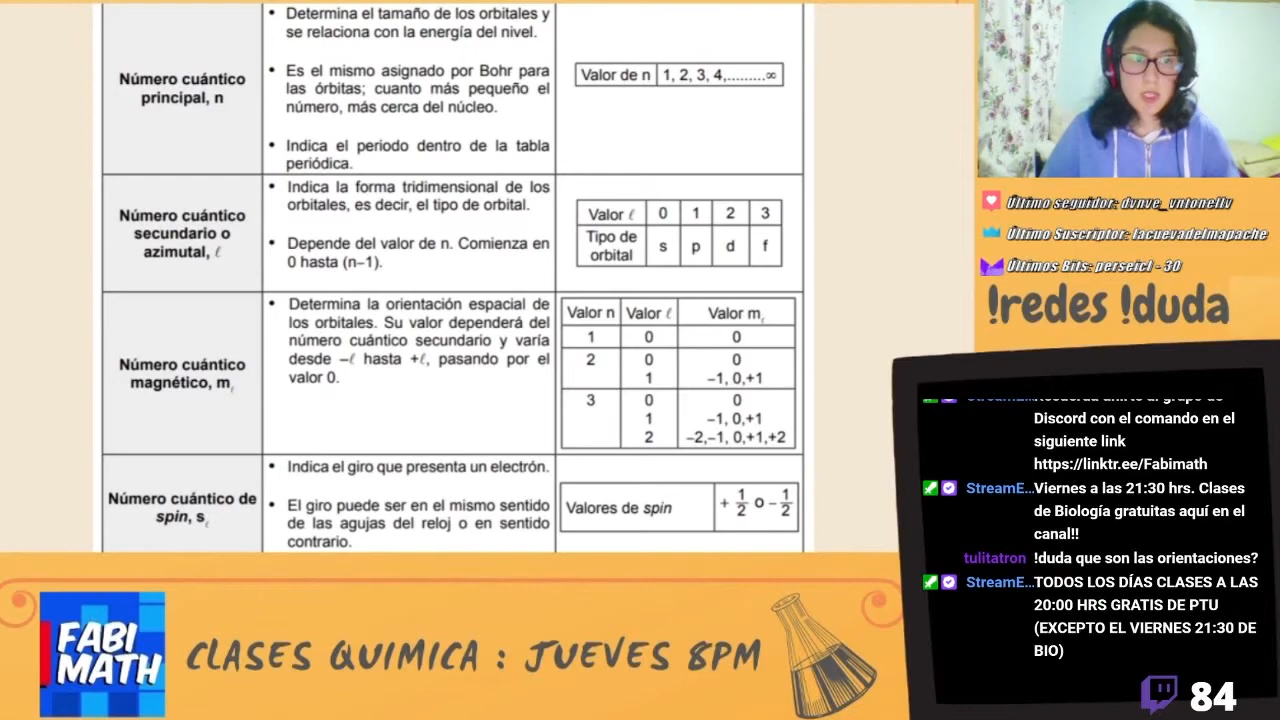 Número cuántico
principal, n
• Determina el tamaño de los orbitales y
se relaciona con la energía del nivel.
• Es el mismo asignado por Bohr para
las órbitas; cuanto más pequeño el
número, más cerca del núcleo.
• Indica el periodo dentro de la tabla
periódica.
Valor de n 1, 2, 3, 4,.........∞
Número cuántico
secundario o
azimutal, ℓ
• Indica la forma tridimensional de los
orbitales, es decir, el tipo de orbital.
• Depende del valor de n. Comienza en
0 hasta (n−1).
Valor ℓ 0 1 2 3
Tipo de
orbital s p d f
Número cuántico
magnético, mℓ
• Determina la orientación espacial de
los orbitales. Su valor dependerá del
número cuántico secundario y varía
desde −ℓ hasta +ℓ, pasando por el
valor 0.
Valor n Valor ℓ Valor mℓ
1 0 0
2 0 0
1 −1, 0,+1
3 0 0
1 −1, 0,+1
2 −2,−1, 0,+1,+2
Número cuántico de
spin, sℓ
• Indica el giro que presenta un electrón.
• El giro puede ser en el mismo sentido
de las agujas del reloj o en sentido
contrario.
Valores de spin + 1/2 o − 1/2
Último seguidor: dvnve_vntonellv
Último Suscriptor: lacuevadelmapache
Últimos Bits: perseicl - 30
!redes !duda
Discord con el comando en el
siguiente link
https://linktr.ee/Fabimath
StreamE...Viernes a las 21:30 hrs. Clases
de Biología gratuitas aquí en el
canal!!
tulitatron !duda que son las orientaciones?
StreamE...TODOS LOS DÍAS CLASES A LAS
20:00 HRS GRATIS DE PTU
(EXCEPTO EL VIERNES 21:30 DE
BIO)
84
FABI
MATH
CLASES QUIMICA : JUEVES 8PM